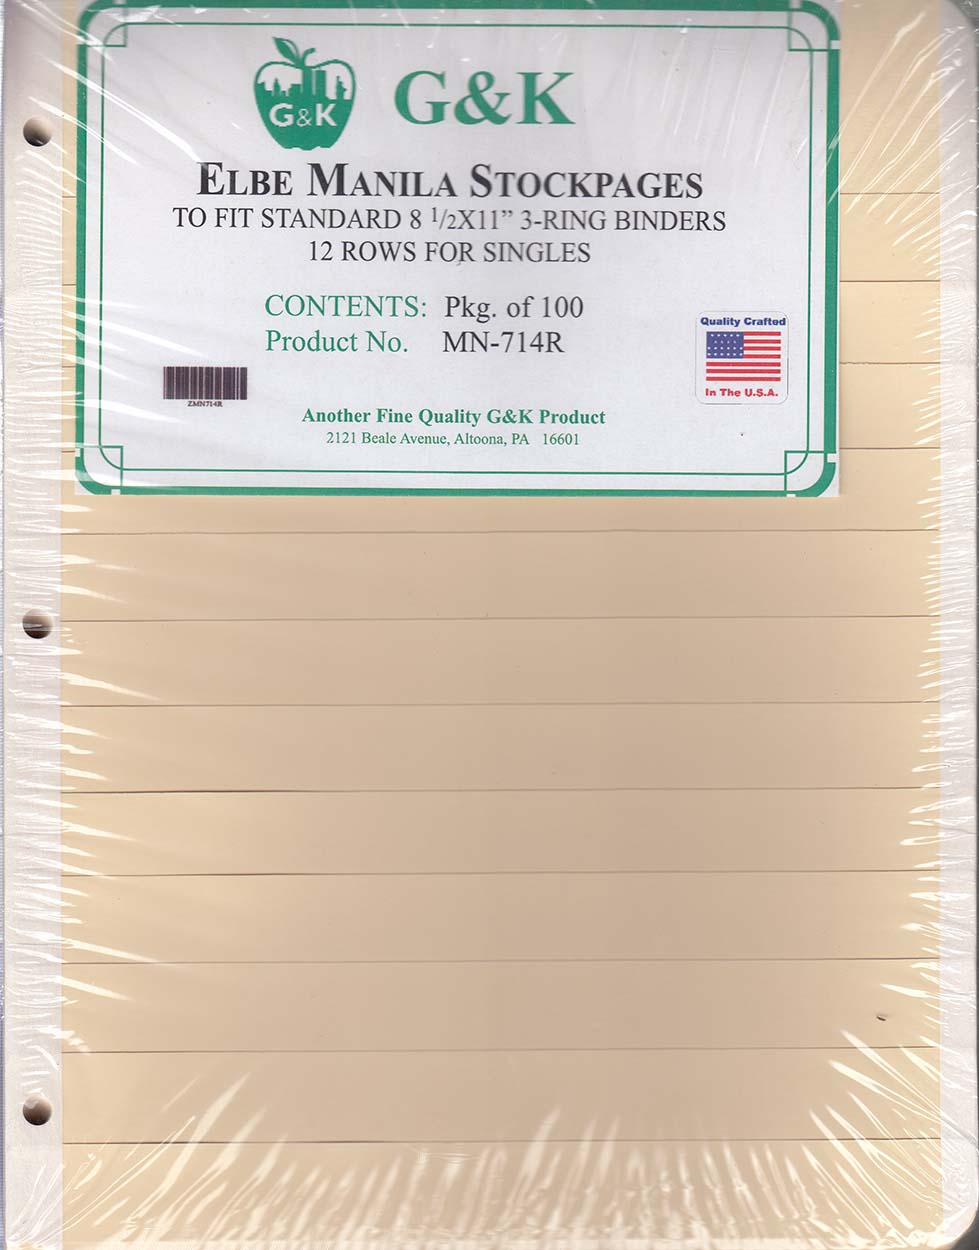 G&K
G&K
ELBE MANILA STOCKPAGES
TO FIT STANDARD 8 1/2X11” 3-RING BINDERS
12 ROWS FOR SINGLES
CONTENTS: Pkg. of 100
Product No. MN-714R
Quality Crafted
In The U.S.A.
ZMN714R
Another Fine Quality G&K Product
2121 Beale Avenue, Altoona, PA 16601